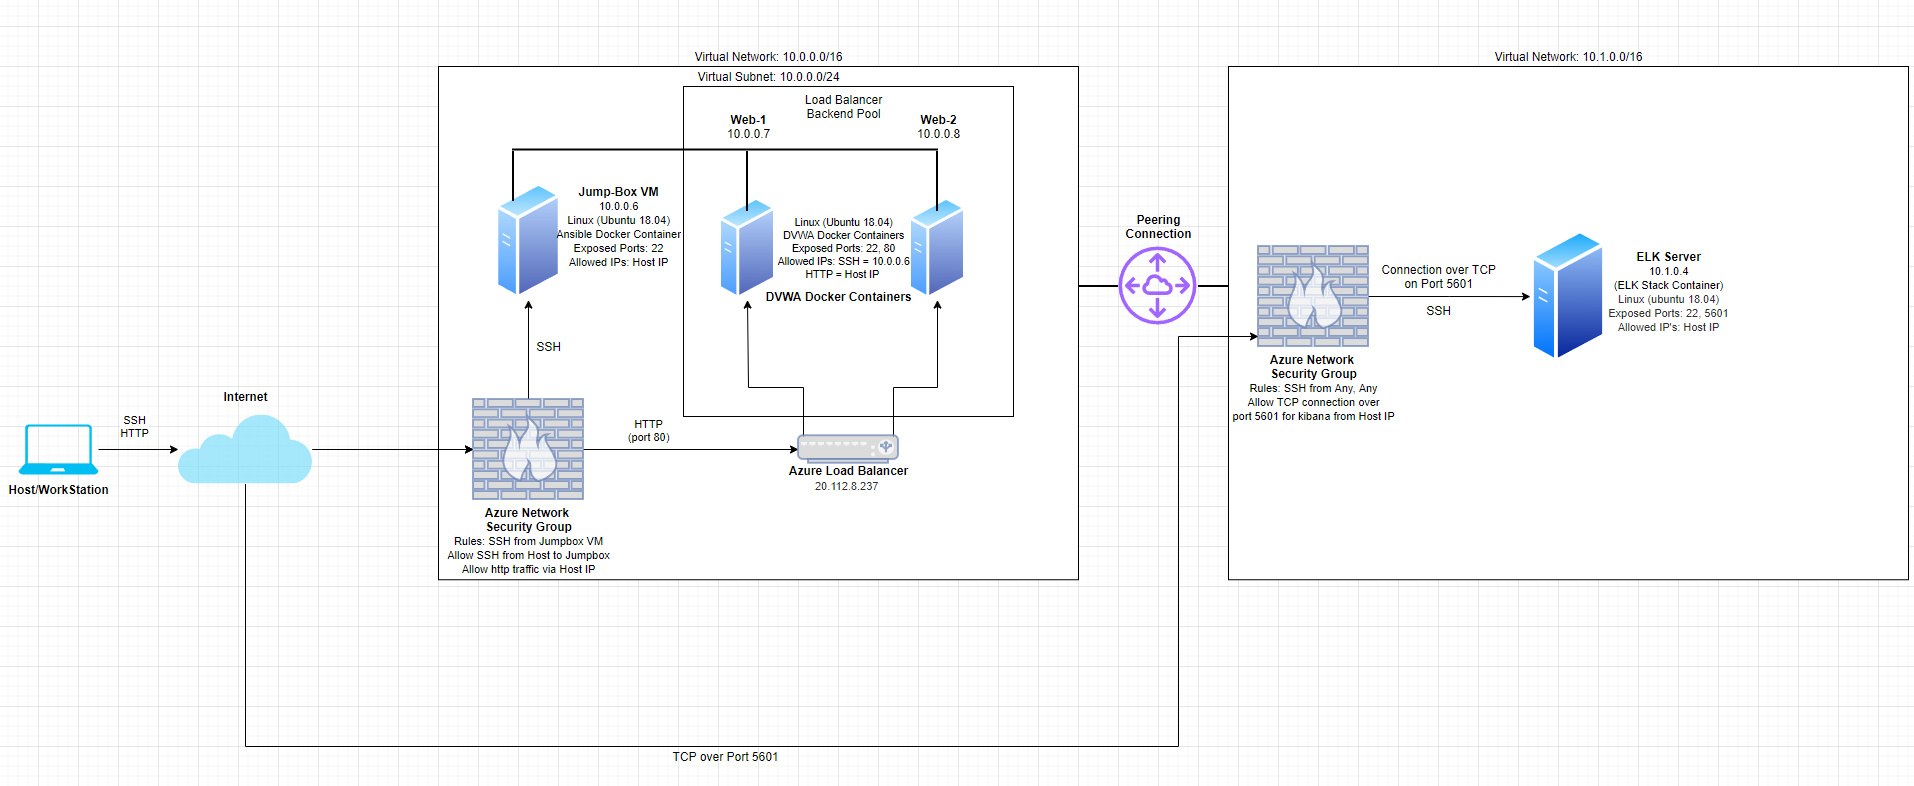 Virtual Network: 10.0.0.0/16
Virtual Subnet: 10.0.0.0/24
Load Balancer
Backend Pool
Web-1
10.0.0.7
Web-2
10.0.0.8
Jump-Box VM
10.0.0.6
Linux (Ubuntu 18.04)
Ansible Docker Container
Exposed Ports: 22
Allowed IPs: Host IP
Linux (Ubuntu 18.04)
DVWA Docker Containers
Exposed Ports: 22, 80
Allowed IPs: SSH = 10.0.0.6
HTTP = Host IP
DVWA Docker Containers
SSH
Internet
SSH
HTTP
Host/WorkStation
HTTP
(port 80)
Azure Load Balancer
20.112.8.237
Azure Network
Security Group
Rules: SSH from Jumpbox VM
Allow SSH from Host to Jumpbox
Allow http traffic via Host IP
Peering
Connection
Virtual Network: 10.1.0.0/16
Connection over TCP
on Port 5601
SSH
ELK Server
10.1.0.4
(ELK Stack Container)
Linux (ubuntu 18.04)
Exposed Ports: 22, 5601
Allowed IP's: Host IP
Azure Network
Security Group
Rules: SSH from Any, Any
Allow TCP connection over
port 5601 for kibana from Host IP
TCP over Port 5601